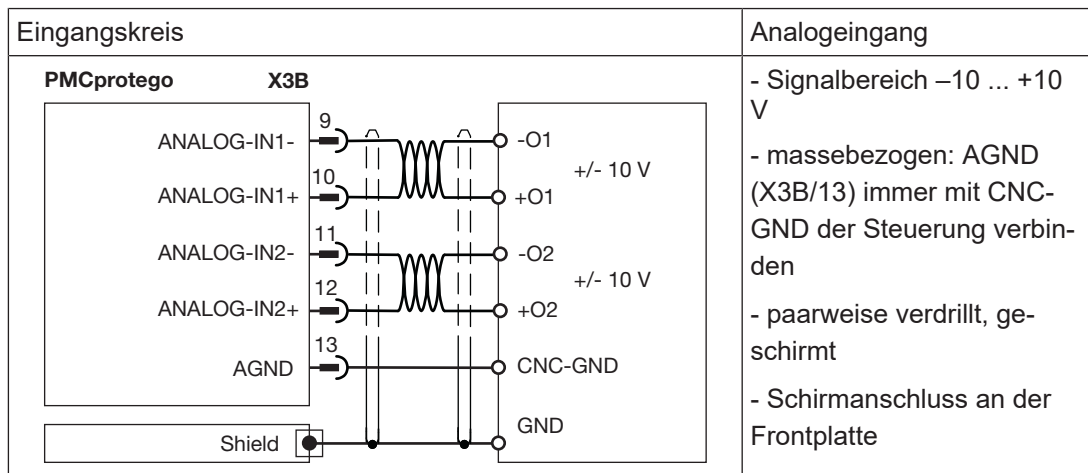 Eingangskreis
Analogeingang
PMCprotego X3B
9
ANALOG-IN1-
-O1
+/- 10 V
10
ANALOG-IN1+
+O1
11
ANALOG-IN2-
-O2
+/- 10 V
12
ANALOG-IN2+
+O2
13
AGND
CNC-GND
GND
Shield
- Signalbereich –10 ... +10
V
- massebezogen: AGND
(X3B/13) immer mit CNC-
GND der Steuerung verbin-
den
- paarweise verdrillt, ge-
schirmt
- Schirmanschluss an der
Frontplatte